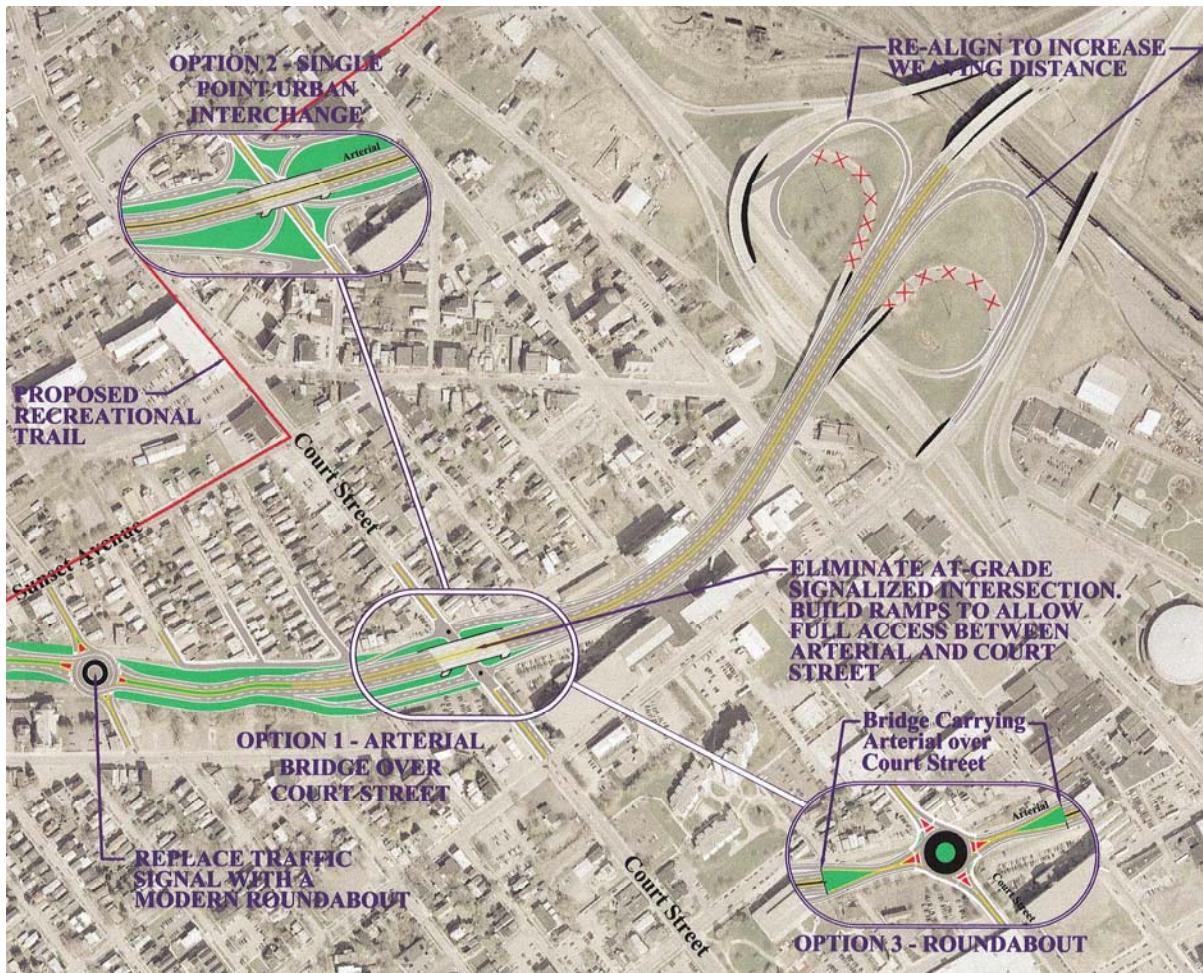 OPTION 2 - SINGLE
POINT URBAN
INTERCHANGE
Arterial
RE-ALIGN TO INCREASE
WEAVING DISTANCE
PROPOSED
RECREATIONAL
TRAIL
Court Street
Sunset Avenue
ELIMINATE AT-GRADE
SIGNALIZED INTERSECTION.
BUILD RAMPS TO ALLOW
FULL ACCESS BETWEEN
ARTERIAL AND COURT
STREET
OPTION 1 - ARTERIAL
BRIDGE OVER
COURT STREET
Bridge Carrying
Arterial over
Court Street
Arterial
Court Street
REPLACE TRAFFIC
SIGNAL WITH A
MODERN ROUNDABOUT
Court Street
OPTION 3 - ROUNDABOUT